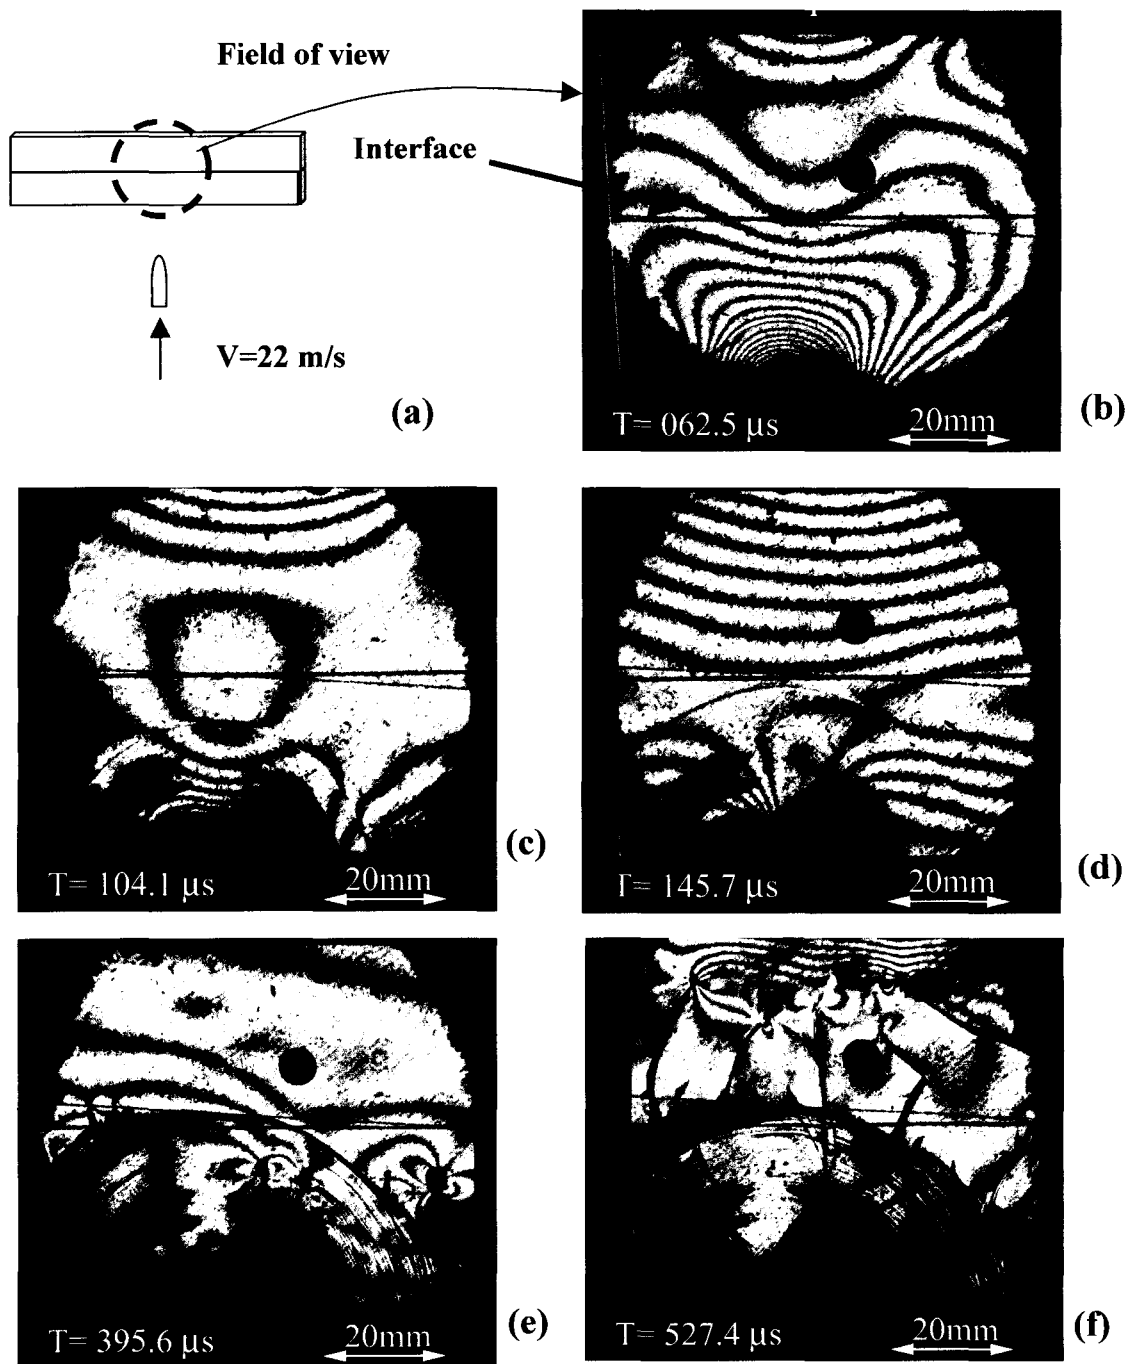 Field of view
Interface
V=22 m/s
(a)
T= 062.5 μs
20mm
(b)
T= 104.1 μs
20mm
(c)
T= 145.7 μs
20mm
(d)
T= 395.6 μs
20mm
(e)
T= 527.4 μs
20mm
(f)